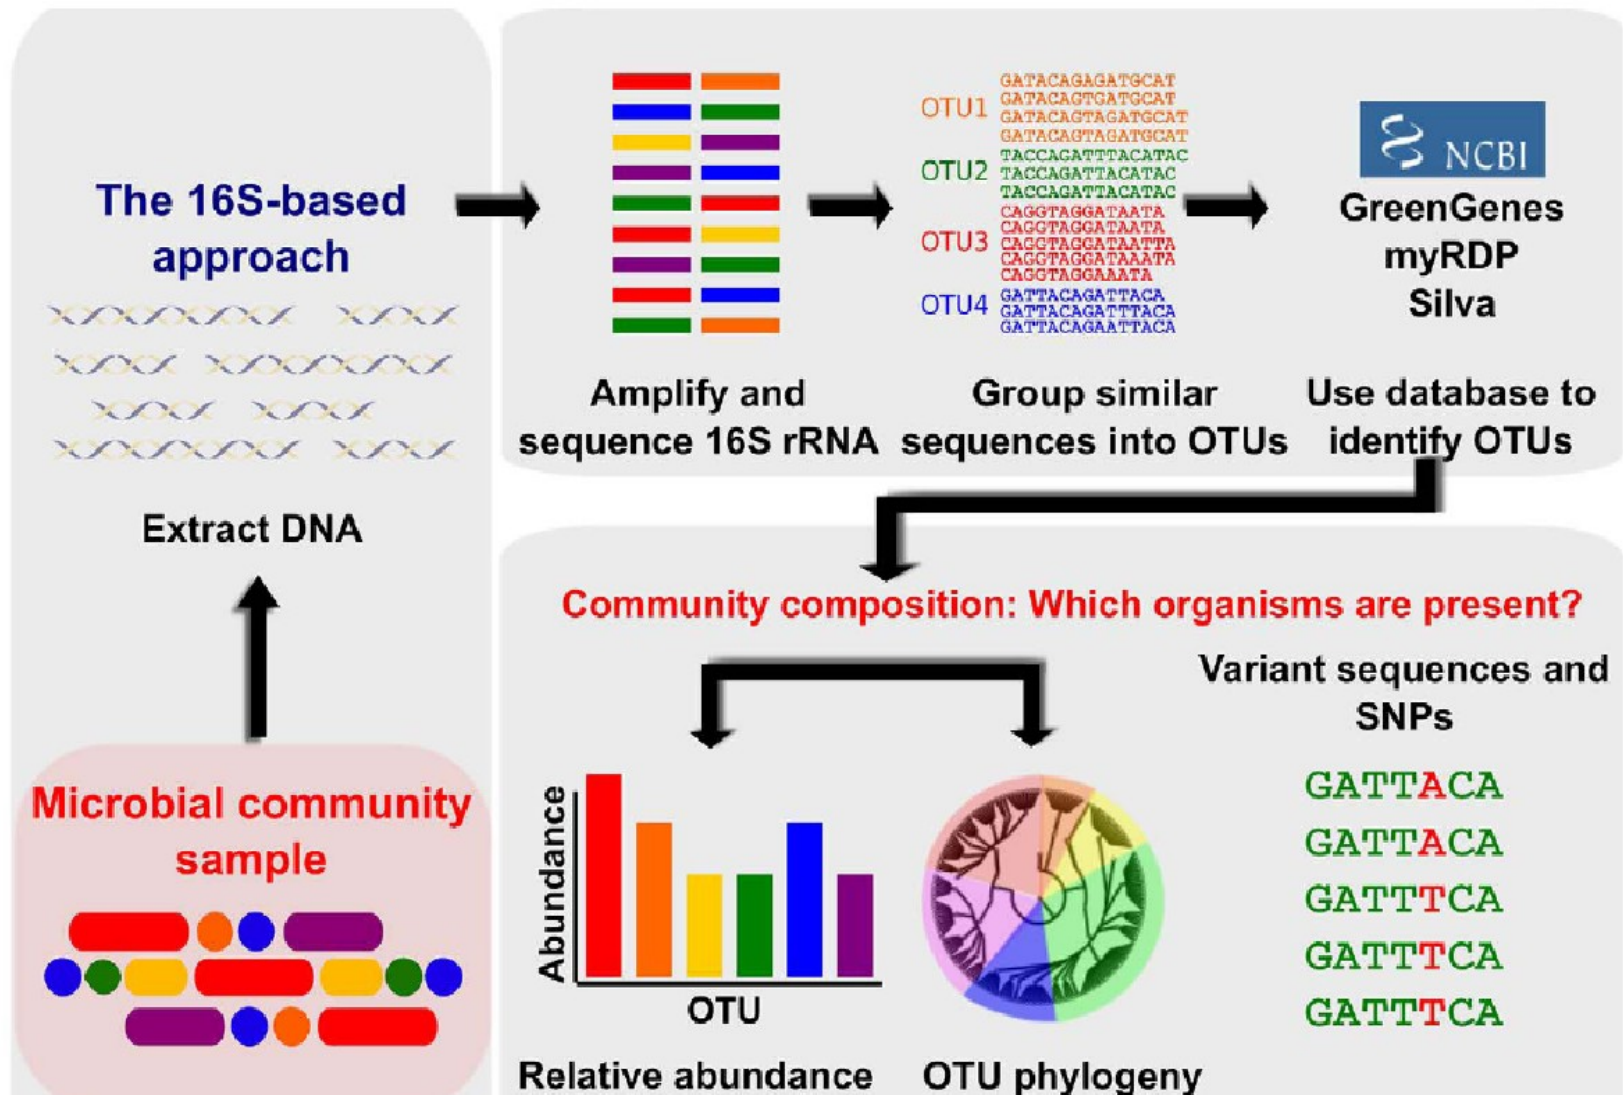 The 16S-based
approach
Extract DNA
Microbial community
sample
OTU1
GATACAGAGATGCAT
GATACAGTGATGCAT
GATACAGTAGATGCAT
GATACAGTAGATGCAT
OTU2
TACCAGATTTACATAC
TACCAGATTACATAC
TACCAGATTACATAC
OTU3
CAGGTAGGATAATA
CAGGTAGGATAATA
CAGGTAGGATAATTA
CAGGTAGGATAAATA
CAGGTAGGAAATA
OTU4
GATTACAGATTACA
GATTACAGATTTACA
GATTACAGAATTACA
NCBI
GreenGenes
myRDP
Silva
Amplify and
sequence 16S rRNA
Group similar
sequences into OTUs
Use database to
identify OTUs
Community composition: Which organisms are present?
Abundance
OTU
Relative abundance
OTU phylogeny
Variant sequences and
SNPs
GATTACA
GATTACA
GATTTCA
GATTTCA
GATTTCA